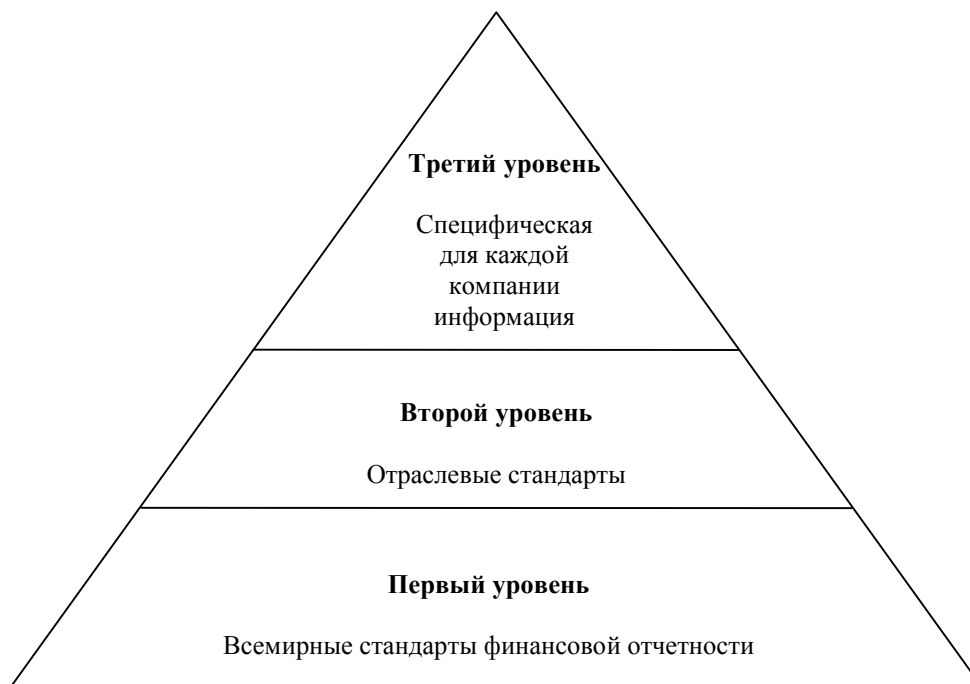 Третий уровень
Специфическая
для каждой
компании
информация
Второй уровень
Отраслевые стандарты
Первый уровень
Всемирные стандарты финансовой отчетности